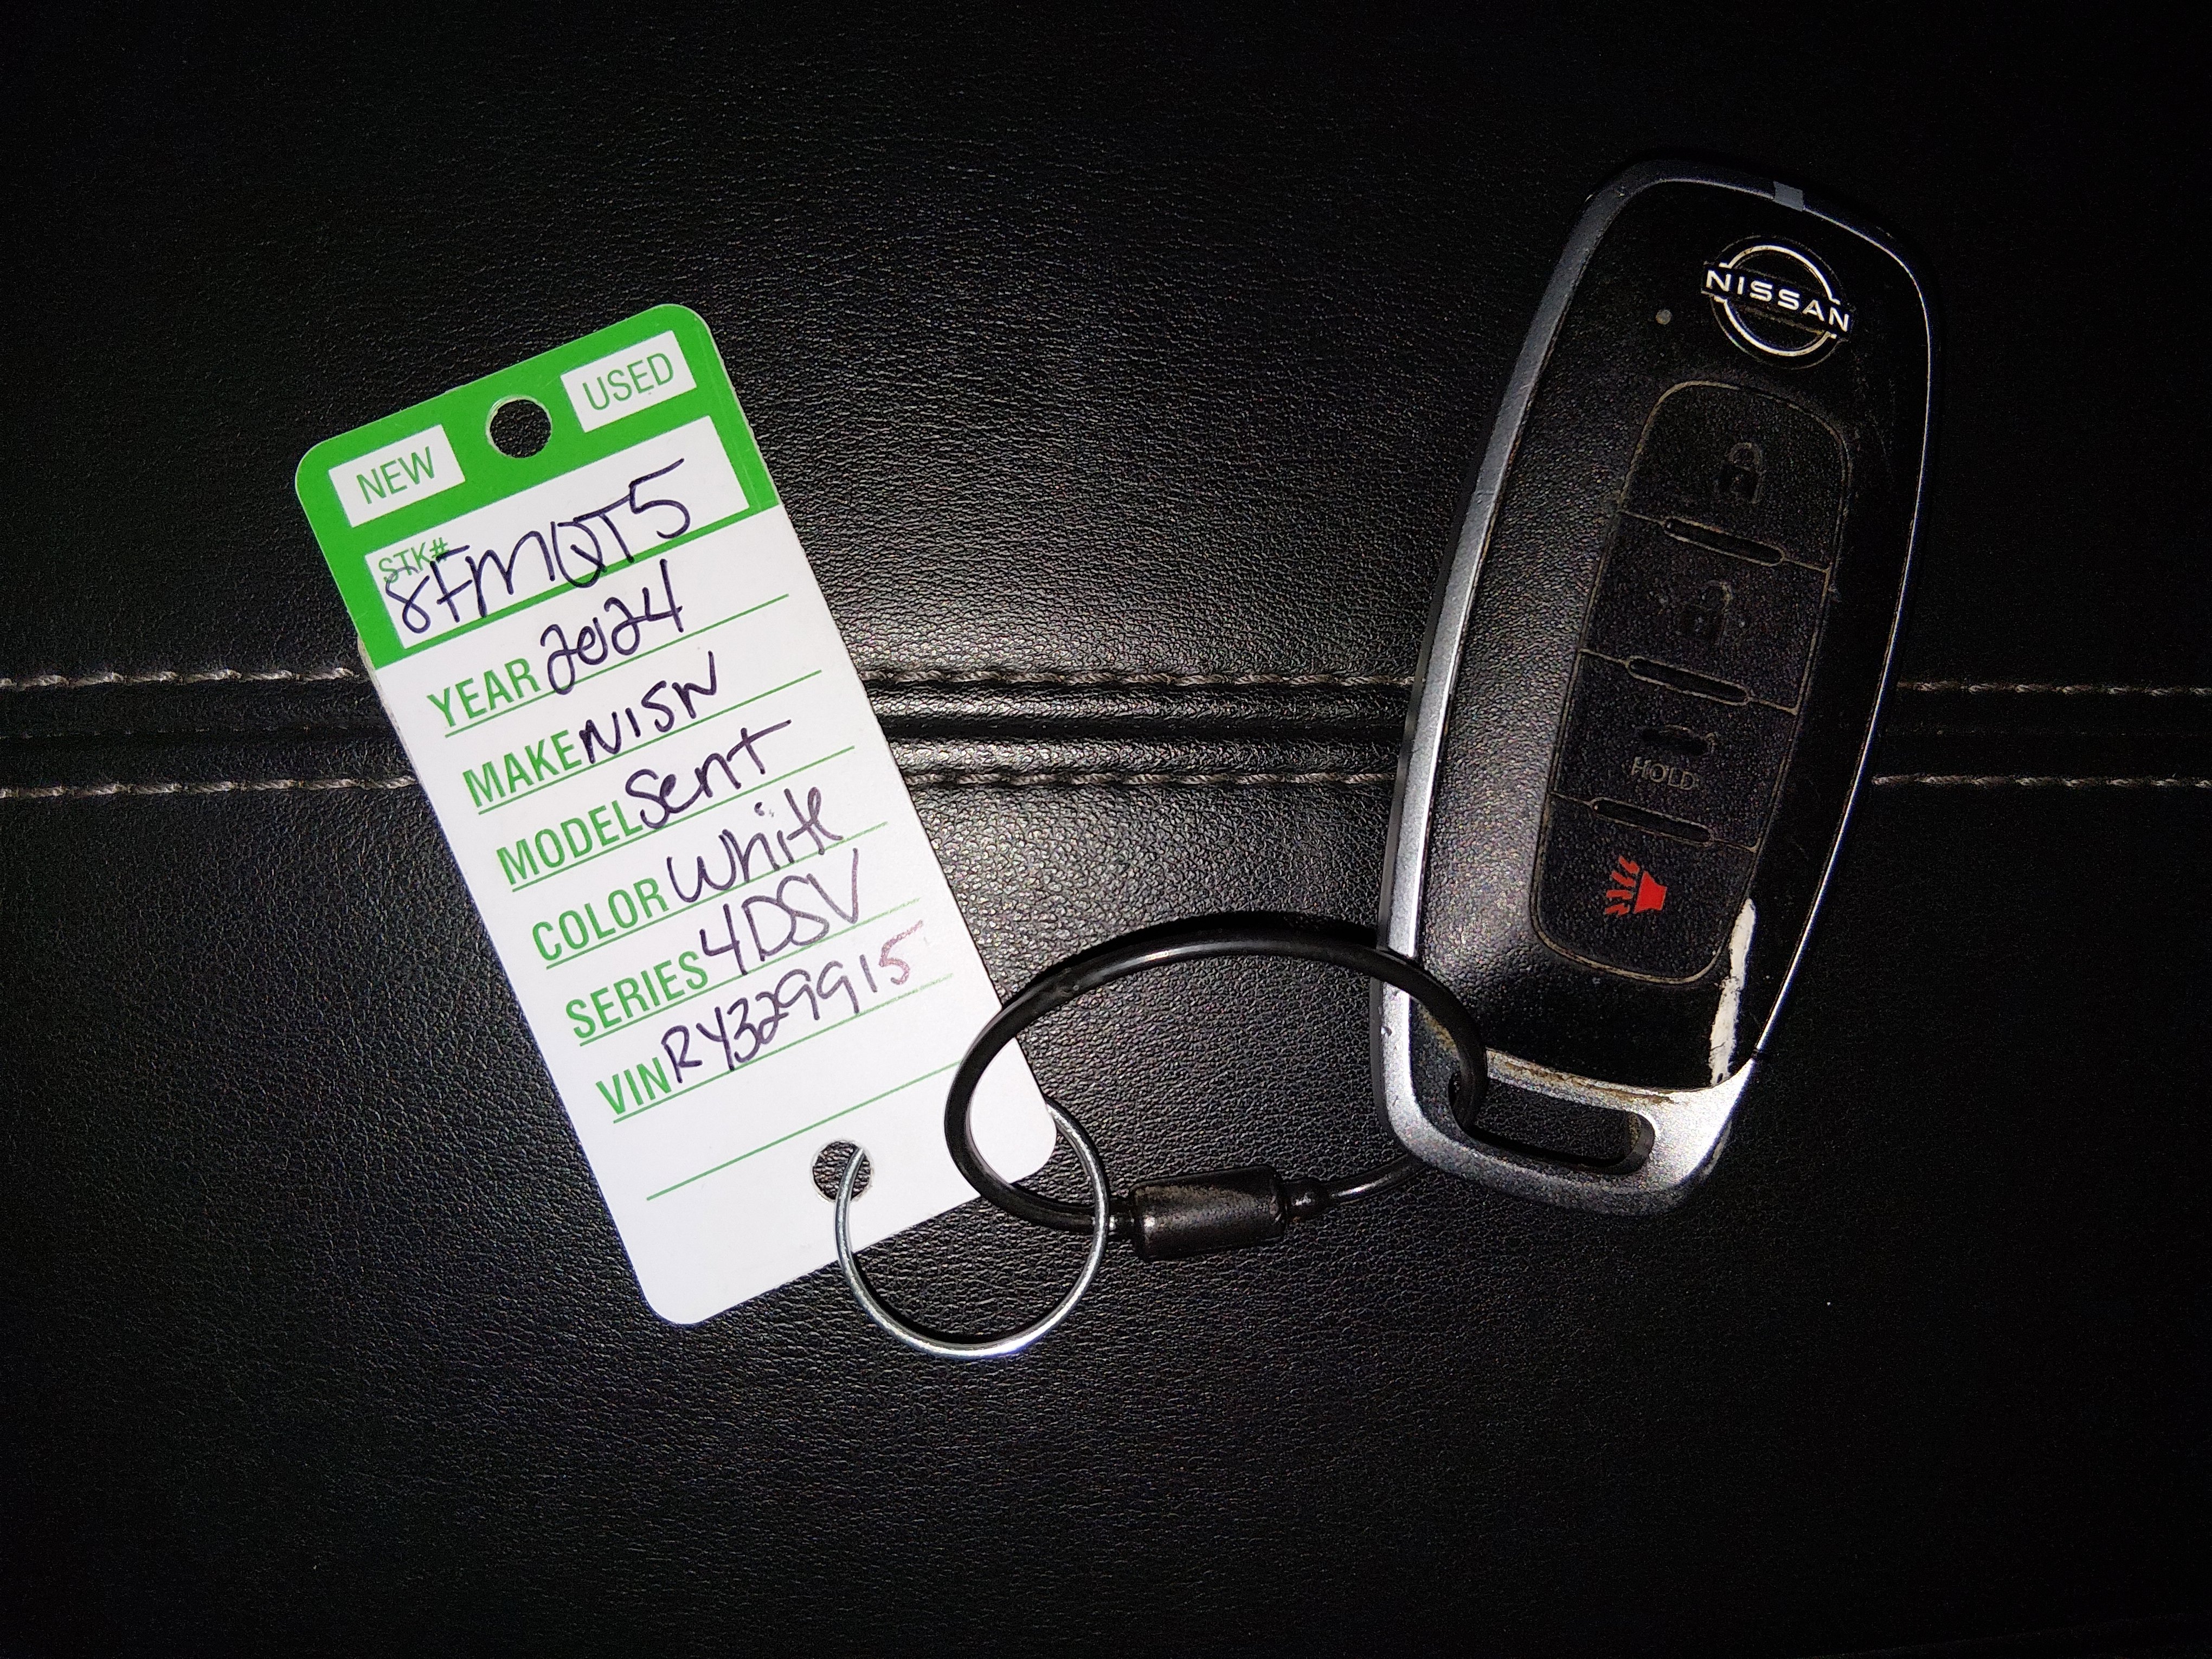 NEW USED
STK# 8FMQT5
YEAR 2024
MAKE NISN
MODEL Sent
COLOR White
SERIES 4DSV
VIN RY329915
NISSAN
HOLD